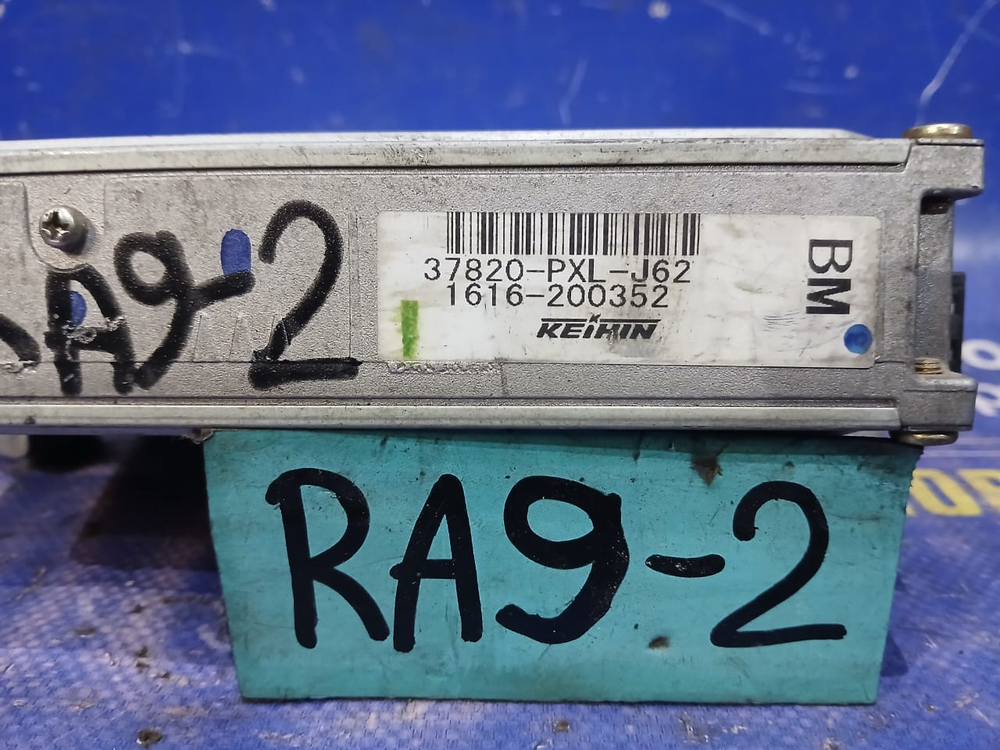 RA9-2
37820-PXL-J62
1616-200352
KEIHIN
BM
RA9-2